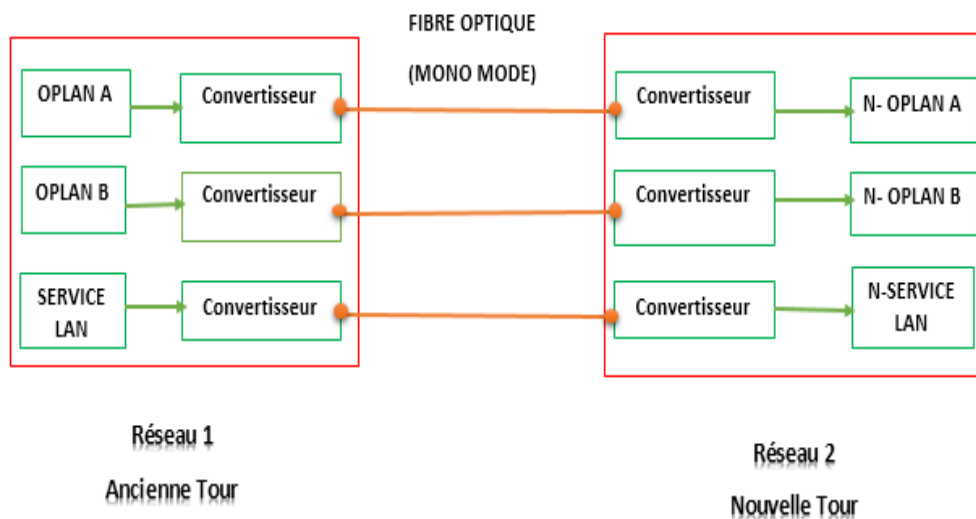 FIBRE OPTIQUE
(MONO MODE)
OPLAN A
Convertisseur
Convertisseur
N- OPLAN A
OPLAN B
Convertisseur
Convertisseur
N- OPLAN B
SERVICE
LAN
Convertisseur
Convertisseur
N-SERVICE
LAN
Réseau 1
Ancienne Tour
Réseau 2
Nouvelle Tour